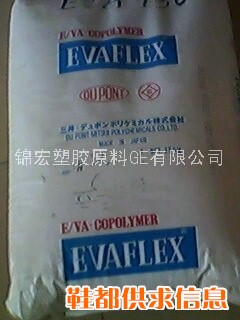 EVA 150
E/VA COPOLYMER
EVAFLEX
DU PONT
三井・デュポンポリケミカル株式会社
DU PONT-MITSUI POLYCHEMICALS CO.,LTD.
MADE IN JAPAN
锦宏塑胶原料GE有限公司
E/VA COPOLYMER
EVAFLEX
鞋都供求信息